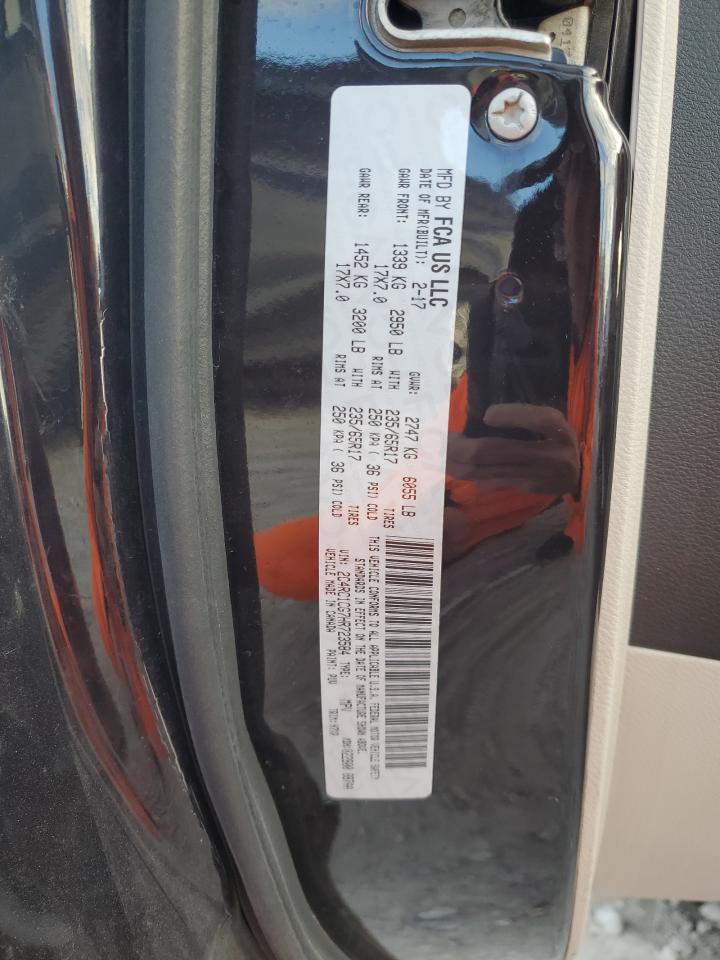 MFD BY FCA US LLC
DATE OF MFR(BUILT): 2-17 GVWR: 2747 KG 6055 LB
GAWR FRONT: 1339 KG 2950 LB WITH 235/65R17 TIRES
17X7.0 RIMS AT 250 KPA ( 36 PSI) COLD
GAWR REAR: 1452 KG 3200 LB WITH 235/65R17 TIRES
17X7.0 RIMS AT 250 KPA ( 36 PSI) COLD
THIS VEHICLE CONFORMS TO ALL APPLICABLE U.S.A. FEDERAL MOTOR VEHICLE SAFETY
STANDARDS IN EFFECT ON THE DATE OF MANUFACTURE SHOWN ABOVE.
VIN: 2C4RC1CG7HR723584 TYPE: MPV
VEHICLE MADE IN CANADA PAINT: TRIM: